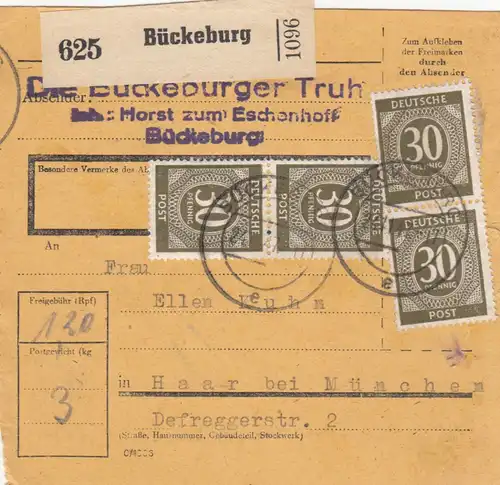 625 Bückeburg 1096
Zum Aufkleben
der Freimarken
durch
den Absender
Absender:
Die Bückeburger Truh
Inh.: Horst zum Eschenhoff
Bückeburg
Besondere Vermerke des Ab
DEUTSCHE
30
PFENNIG
POST
DEUTSCHE
30
PFENNIG
POST
DEUTSCHE
30
PFENNIG
POST
DEUTSCHE
30
PFENNIG
POST
e
e
An
Frau
Ellen Kuhn
Freigebühr (Rpf)
120
Postgewicht (kg
3
in Haar bei München
Defreggerstr. 2
(Straße, Hausnummer, Gebäudeteil, Stockwerk)